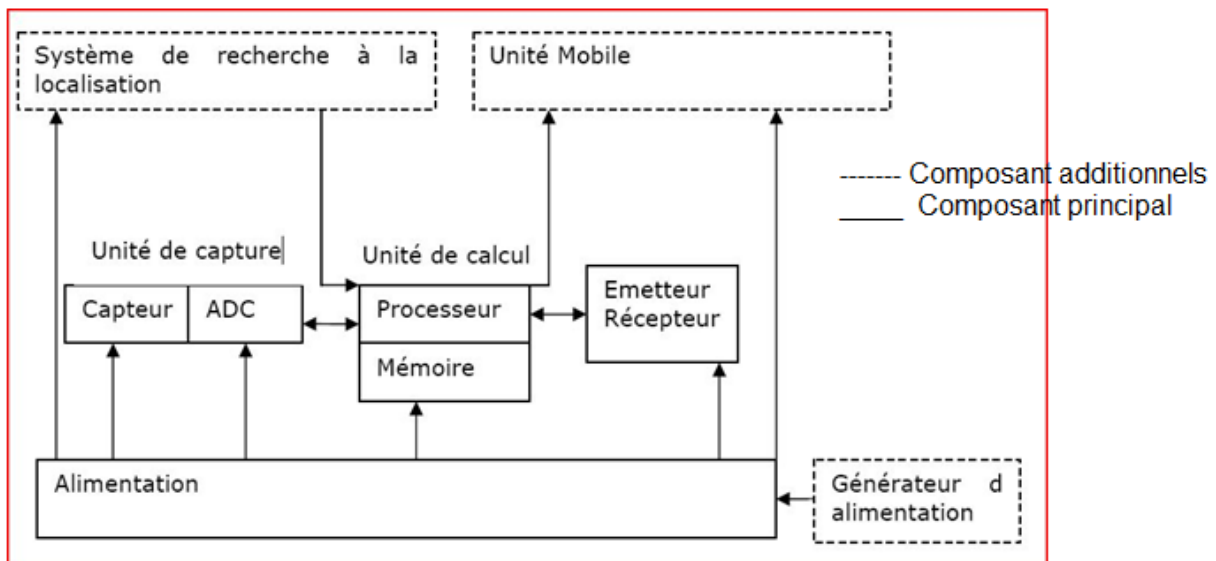 Système de recherche à la
localisation
Unité Mobile
------- Composant additionnels
____ Composant principal
Unité de capture
Unité de calcul
Capteur
ADC
Processeur
Mémoire
Emetteur
Récepteur
Alimentation
Générateur d
alimentation